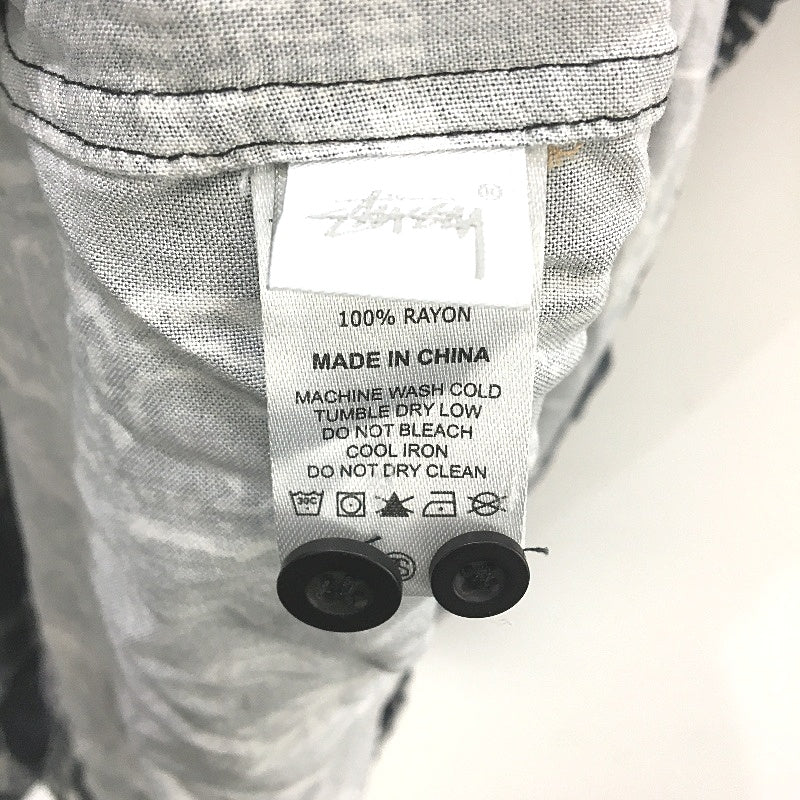 Stüssy
100% RAYON
MADE IN CHINA
MACHINE WASH COLD
TUMBLE DRY LOW
DO NOT BLEACH
COOL IRON
DO NOT DRY CLEAN
30C